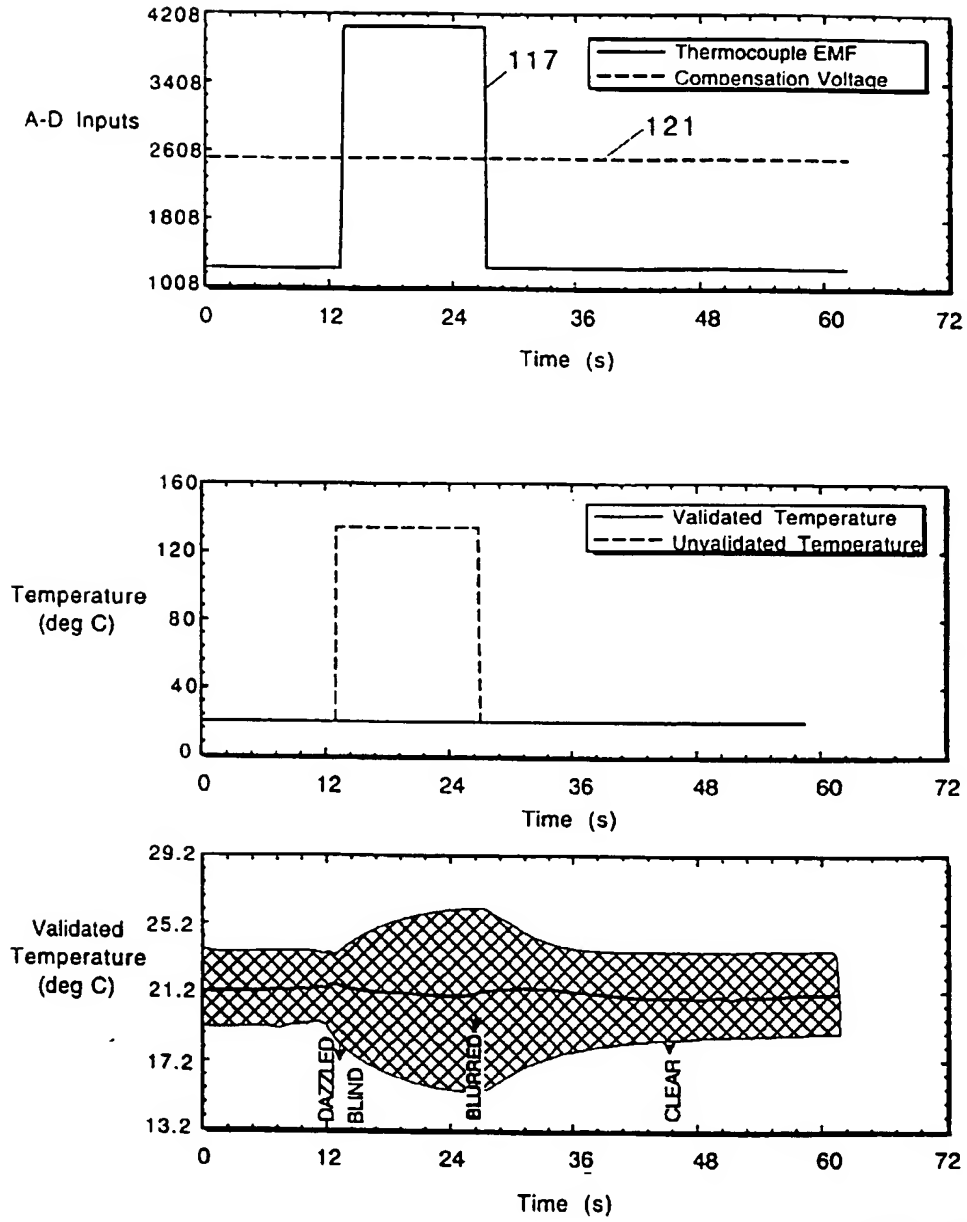 4208
3408
2608
1808
1008
A-D Inputs
117
121
Thermocouple EMF
Compensation Voltage
0 12 24 36 48 60 72
Time (s)
160
120
80
40
0
Temperature
(deg C)
Validated Temperature
Unvalidated Temperature
0 12 24 36 48 60 72
Time (s)
29.2
25.2
21.2
17.2
13.2
Validated
Temperature
(deg C)
DAZZLED
BLIND
BLURRED
CLEAR
0 12 24 36 48 60 72
Time (s)